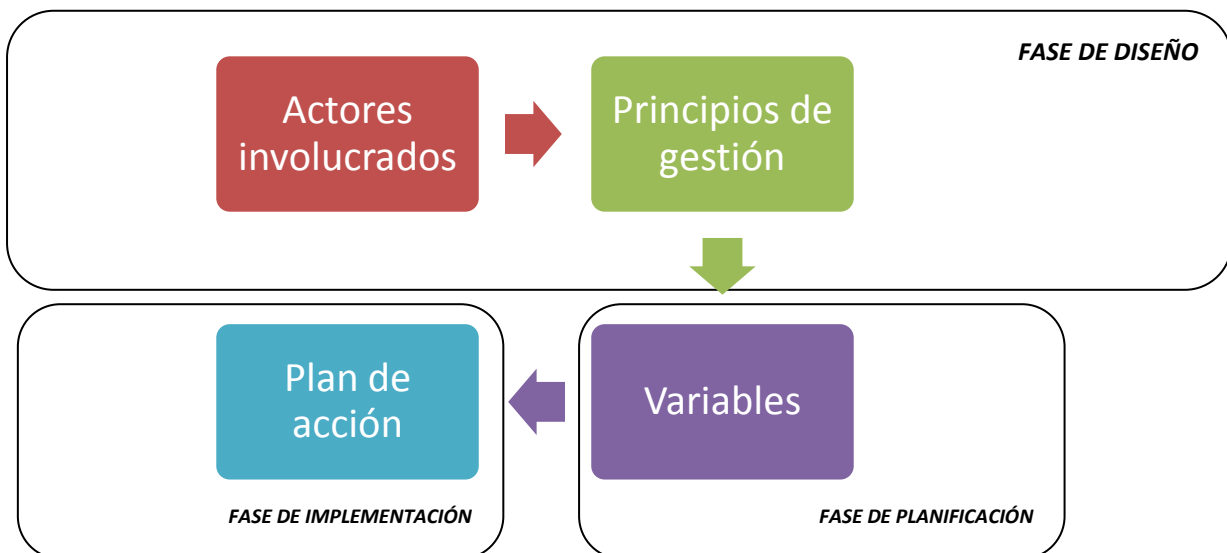 FASE DE DISEÑO
Actores
involucrados
Principios de
gestión
Plan de
acción
Variables
FASE DE IMPLEMENTACIÓN
FASE DE PLANIFICACIÓN